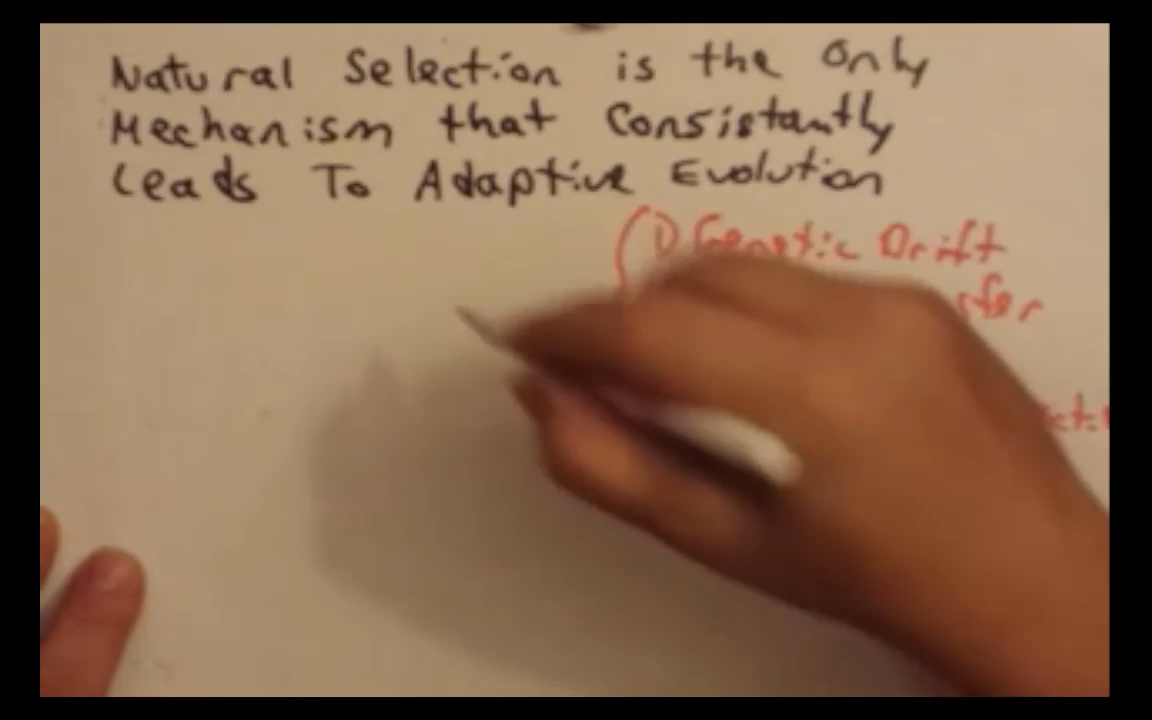 Natural Selection is the only
Mechanism that Consistantly
Leads To Adaptive Evolution
1) Genetic Drift